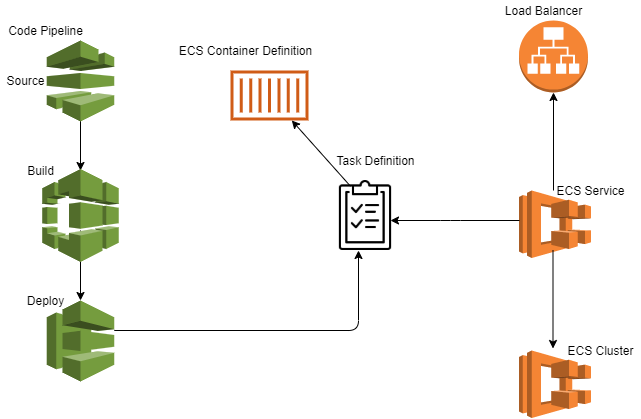 Code Pipeline
Source
Build
Deploy
ECS Container Definition
Task Definition
Load Balancer
ECS Service
ECS Cluster